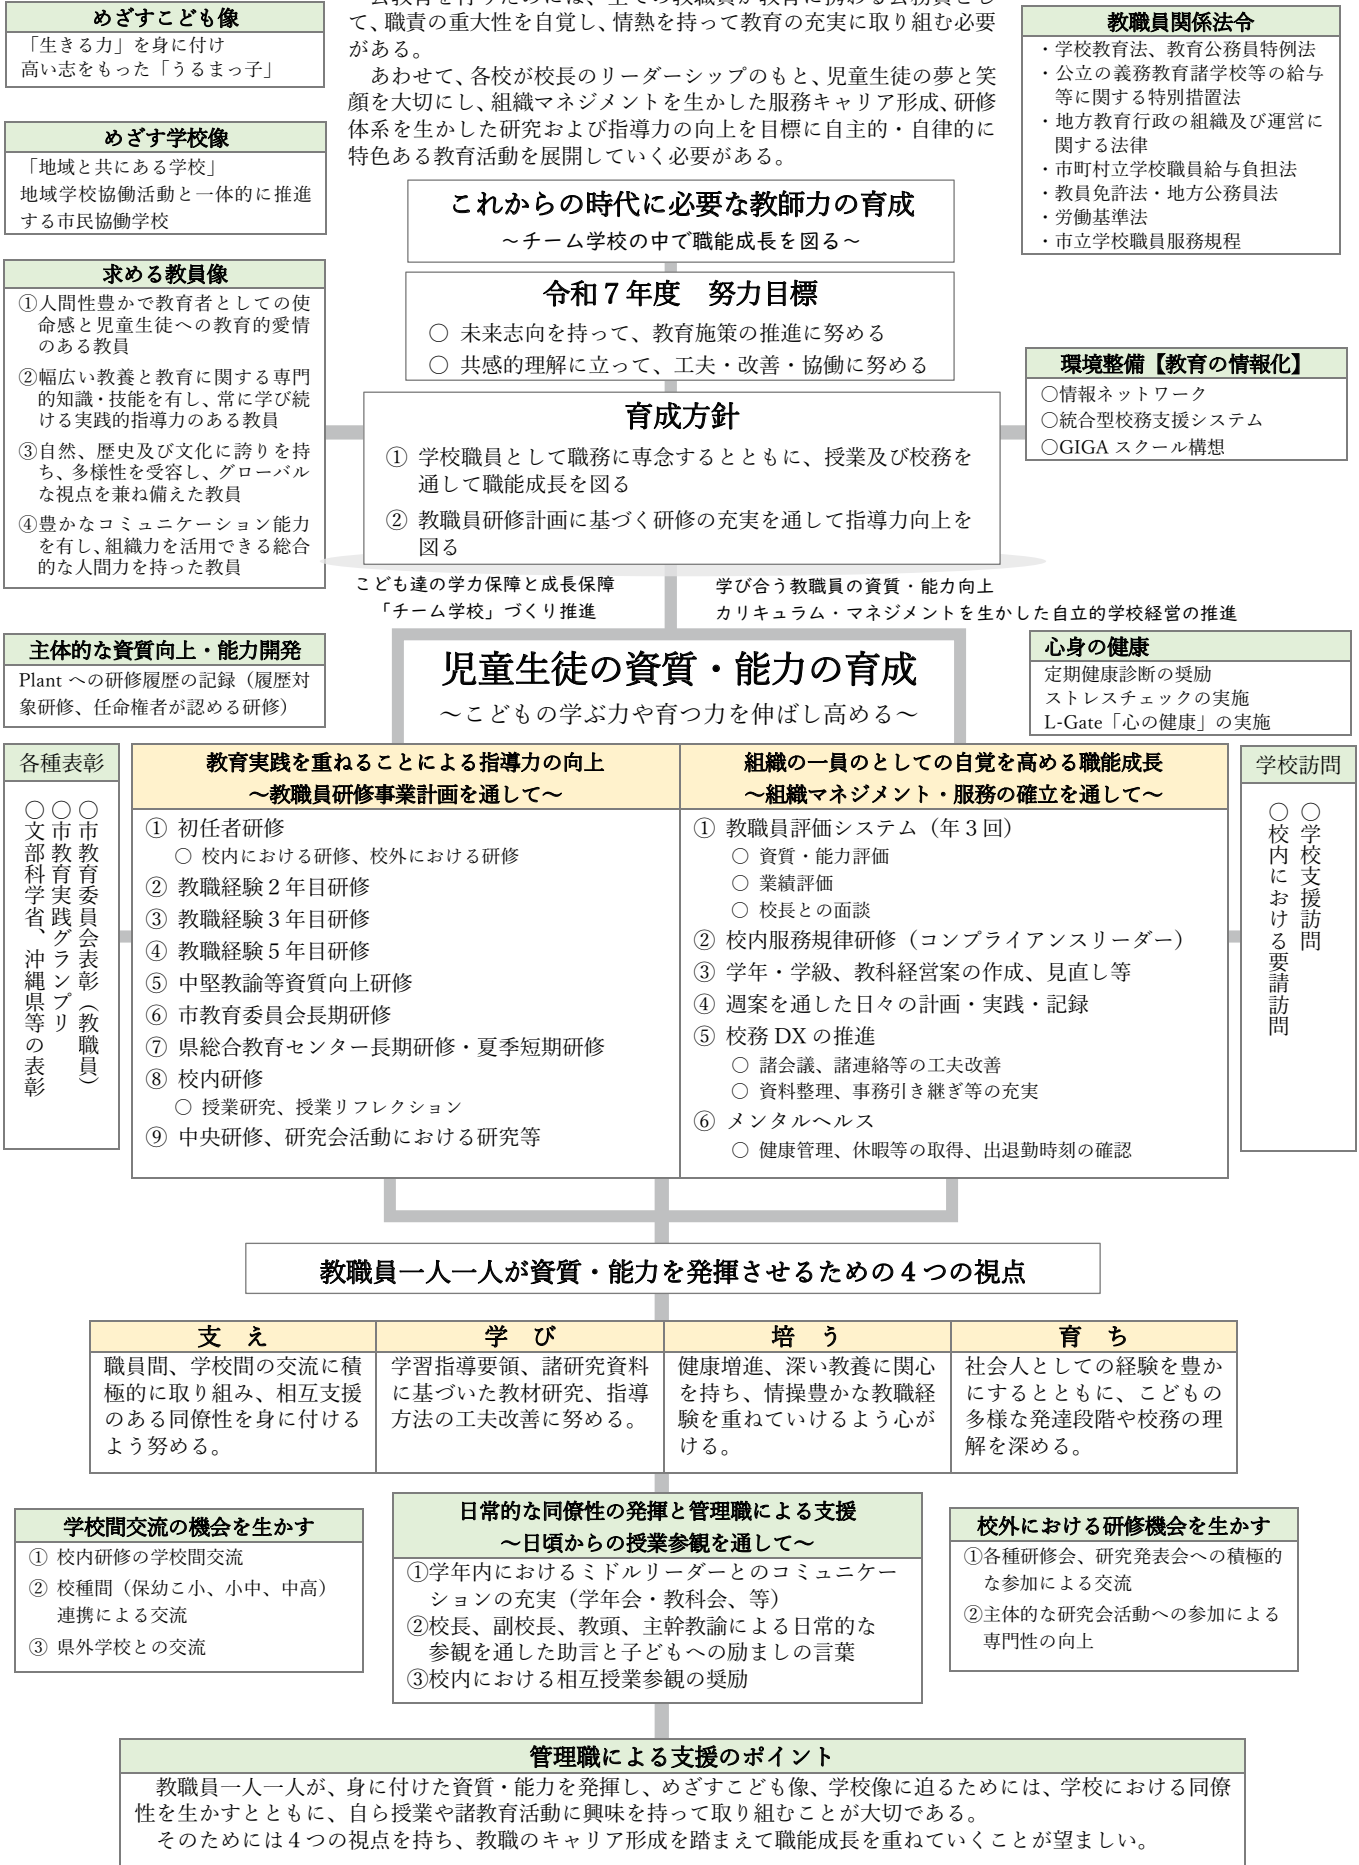 めざすこども像
「生きる力」を身に付け
高い志をもった「うるまっ子」
めざす学校像
「地域と共にある学校」
地域学校協働活動と一体的に推進
する市民協働学校
求める教員像
①人間性豊かで教育者としての使
命感と児童生徒への教育的愛情
のある教員
②幅広い教養と教育に関する専門
的知識・技能を有し、常に学び続
ける実践的指導力のある教員
③自然、歴史及び文化に誇りを持
ち、多様性を受容し、グローバル
な視点を兼ね備えた教員
④豊かなコミュニケーション能力
を有し、組織力を活用できる総合
的な人間力を持った教員
て、職責の重大性を自覚し、情熱を持って教育の充実に取り組む必要
がある。
あわせて、各校が校長のリーダーシップのもと、児童生徒の夢と笑
顔を大切にし、組織マネジメントを生かした服務キャリア形成、研修
体系を生かした研究および指導力の向上を目標に自主的・自律的に
特色ある教育活動を展開していく必要がある。
これからの時代に必要な教師力の育成
～チーム学校の中で職能成長を図る～
令和７年度　努力目標
○ 未来志向を持って、教育施策の推進に努める
○ 共感的理解に立って、工夫・改善・協働に努める
育成方針
① 学校職員として職務に専念するとともに、授業及び校務を
通して職能成長を図る
② 教職員研修計画に基づく研修の充実を通して指導力向上を
図る
教職員関係法令
・学校教育法、教育公務員特例法
・公立の義務教育諸学校等の給与
等に関する特別措置法
・地方教育行政の組織及び運営に
関する法律
・市町村立学校職員給与負担法
・教員免許法・地方公務員法
・労働基準法
・市立学校職員服務規程
環境整備【教育の情報化】
○情報ネットワーク
○統合型校務支援システム
○GIGA スクール構想
こども達の学力保障と成長保障
「チーム学校」づくり推進
学び合う教職員の資質・能力向上
カリキュラム・マネジメントを生かした自立的学校経営の推進
主体的な資質向上・能力開発
Plant への研修履歴の記録（履歴対
象研修、任命権者が認める研修）
児童生徒の資質・能力の育成
～こどもの学ぶ力や育つ力を伸ばし高める～
心身の健康
定期健康診断の奨励
ストレスチェックの実施
L-Gate「心の健康」の実施
各種表彰
○市教育委員会表彰（教職員）
○市教育実践グランプリ
○文部科学省、沖縄県等の表彰
教育実践を重ねることによる指導力の向上
～教職員研修事業計画を通して～
① 初任者研修
○ 校内における研修、校外における研修
② 教職経験２年目研修
③ 教職経験３年目研修
④ 教職経験５年目研修
⑤ 中堅教諭等資質向上研修
⑥ 市教育委員会長期研修
⑦ 県総合教育センター長期研修・夏季短期研修
⑧ 校内研修
○ 授業研究、授業リフレクション
⑨ 中央研修、研究会活動における研究等
組織の一員のとしての自覚を高める職能成長
～組織マネジメント・服務の確立を通して～
① 教職員評価システム（年３回）
○ 資質・能力評価
○ 業績評価
○ 校長との面談
② 校内服務規律研修（コンプライアンスリーダー）
③ 学年・学級、教科経営案の作成、見直し等
④ 週案を通した日々の計画・実践・記録
⑤ 校務 DX の推進
○ 諸会議、諸連絡等の工夫改善
○ 資料整理、事務引き継ぎ等の充実
⑥ メンタルヘルス
○ 健康管理、休暇等の取得、出退勤時刻の確認
学校訪問
○学校支援訪問
○校内における要請訪問
教職員一人一人が資質・能力を発揮させるための４つの視点
支　え
職員間、学校間の交流に積
極的に取り組み、相互支援
のある同僚性を身に付ける
よう努める。
学　び
学習指導要領、諸研究資料
に基づいた教材研究、指導
方法の工夫改善に努める。
培　う
健康増進、深い教養に関心
を持ち、情操豊かな教職経
験を重ねていけるよう心が
ける。
育　ち
社会人としての経験を豊か
にするとともに、こどもの
多様な発達段階や校務の理
解を深める。
学校間交流の機会を生かす
① 校内研修の学校間交流
② 校種間（保幼こ小、小中、中高）
連携による交流
③ 県外学校との交流
日常的な同僚性の発揮と管理職による支援
～日頃からの授業参観を通して～
①学年内におけるミドルリーダーとのコミュニケー
ションの充実（学年会・教科会、等）
②校長、副校長、教頭、主幹教諭による日常的な
参観を通した助言と子どもへの励ましの言葉
③校内における相互授業参観の奨励
校外における研修機会を生かす
①各種研修会、研究発表会への積極的
な参加による交流
②主体的な研究会活動への参加による
専門性の向上
管理職による支援のポイント
教職員一人一人が、身に付けた資質・能力を発揮し、めざすこども像、学校像に迫るためには、学校における同僚
性を生かすとともに、自ら授業や諸教育活動に興味を持って取り組むことが大切である。
そのためには４つの視点を持ち、教職のキャリア形成を踏まえて職能成長を重ねていくことが望ましい。